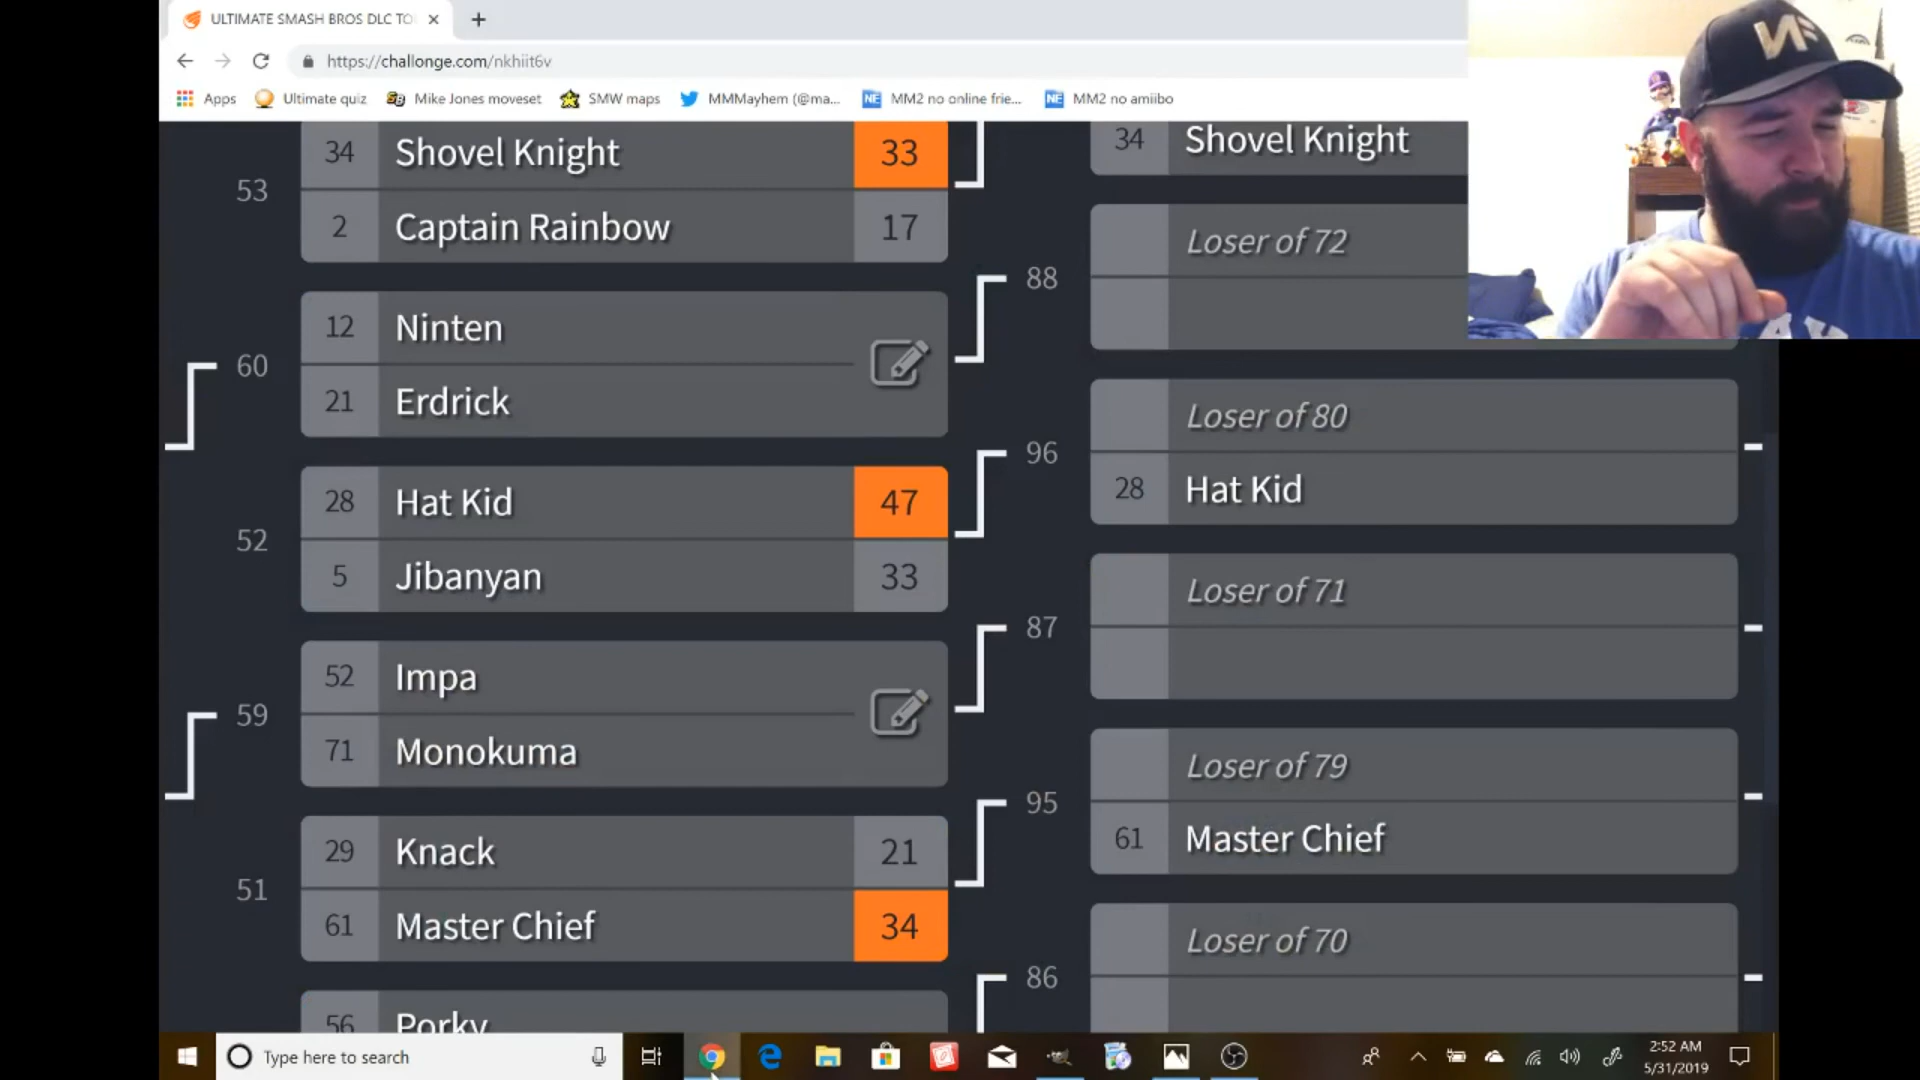 ULTIMATE SMASH BROS DLC TO
https://challonge.com/nkhiit6v
Apps
Ultimate quiz
Mike Jones moveset
SMW maps
MMMayhem (@ma...
MM2 no online frie...
MM2 no amiibo
53
34 Shovel Knight 33
2 Captain Rainbow 17
60
12 Ninten
21 Erdrick
52
28 Hat Kid 47
5 Jibanyan 33
59
52 Impa
71 Monokuma
51
29 Knack 21
61 Master Chief 34
56 Porky
34 Shovel Knight
88
Loser of 72
96
Loser of 80
28 Hat Kid
87
Loser of 71
95
Loser of 79
61 Master Chief
86
Loser of 70
Type here to search
2:52 AM
5/31/2019